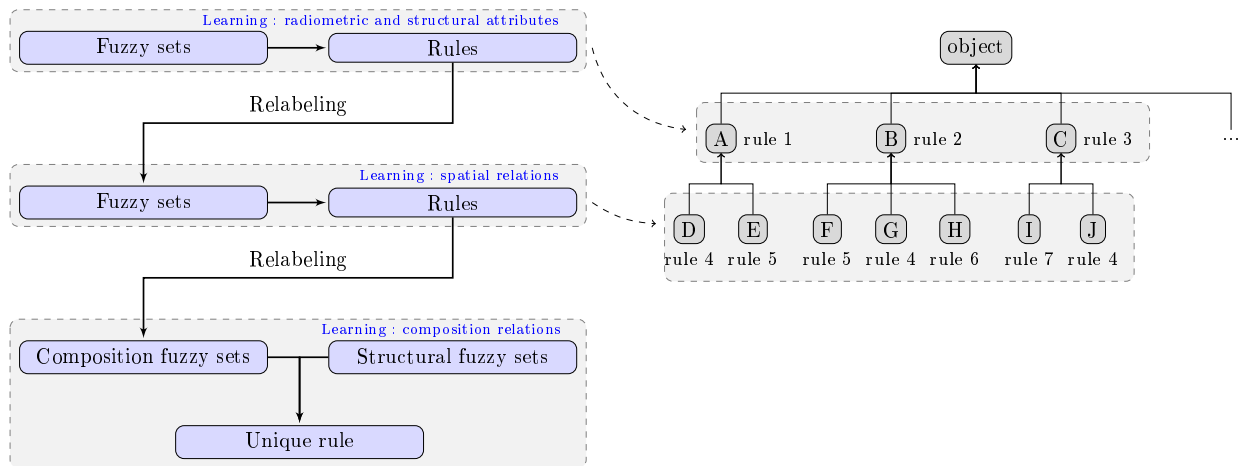 Learning : radiometric and structural attributes
Fuzzy sets
Rules
Relabeling
Learning : spatial relations
Fuzzy sets
Rules
Relabeling
Learning : composition relations
Composition fuzzy sets
Structural fuzzy sets
Unique rule
object
A rule 1
B rule 2
C rule 3
...
D
E
F
G
H
I
J
rule 4
rule 5
rule 5
rule 4
rule 6
rule 7
rule 4